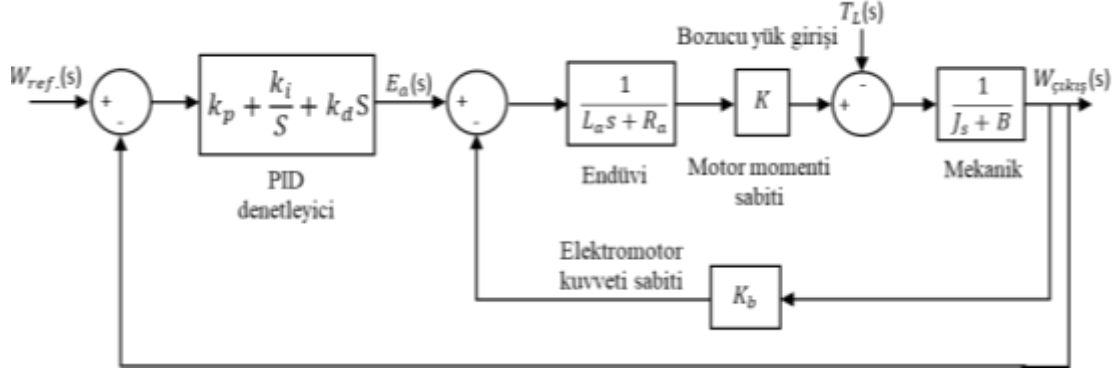 T_L(s)
Bozucu yük girişi
W_ref.(s)
+
-
k_p + k_i/S + k_d S
E_a(s)
+
-
1/(L_a s + R_a)
K
-
+
1/(J_s + B)
W_çıkış(s)
PID
denetleyici
Endüvi
Motor momenti
sabiti
Mekanik
Elektromotor
kuvveti sabiti
K_b